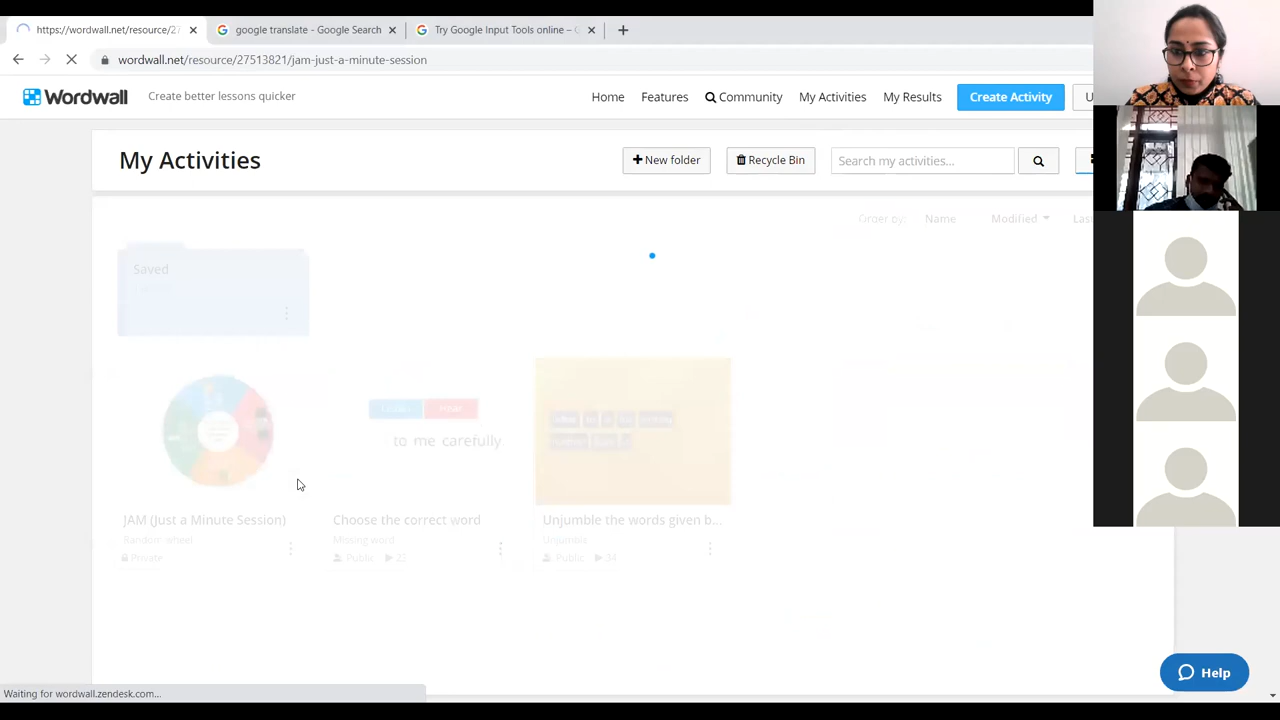 https://wordwall.net/resource/27
google translate - Google Search
Try Google Input Tools online – G
wordwall.net/resource/27513821/jam-just-a-minute-session
Wordwall
Create better lessons quicker
Home
Features
Community
My Activities
My Results
Create Activity
U
My Activities
New folder
Recycle Bin
Search my activities...
Order by:
Name
Modified
Las
Saved
to me carefully.
JAM (Just a Minute Session)
Choose the correct word
Unjumble the words given b...
Random wheel
Missing word
Unjumble
Private
Public
Public
34
Help
Waiting for wordwall.zendesk.com...